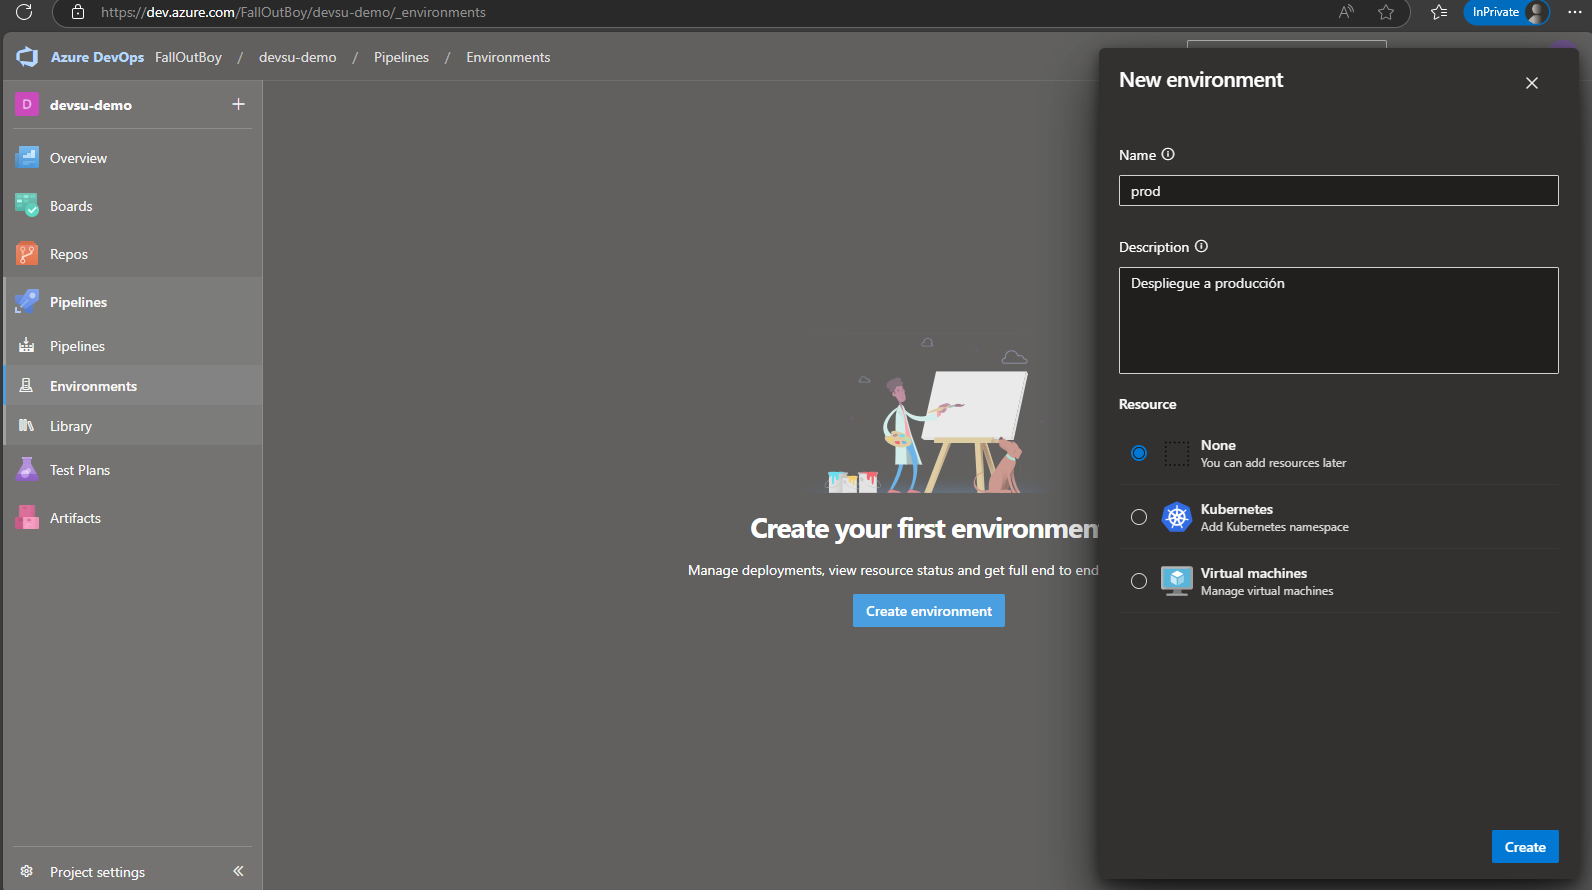 https://dev.azure.com/FallOutBoy/devsu-demo/_environments
InPrivate
Azure DevOps FallOutBoy / devsu-demo / Pipelines / Environments
D devsu-demo
Overview
Boards
Repos
Pipelines
Pipelines
Environments
Library
Test Plans
Artifacts
Project settings
Create your first environmen
Manage deployments, view resource status and get full end to end
Create environment
New environment
Name
prod
Description
Despliegue a producción
Resource
None
You can add resources later
Kubernetes
Add Kubernetes namespace
Virtual machines
Manage virtual machines
Create